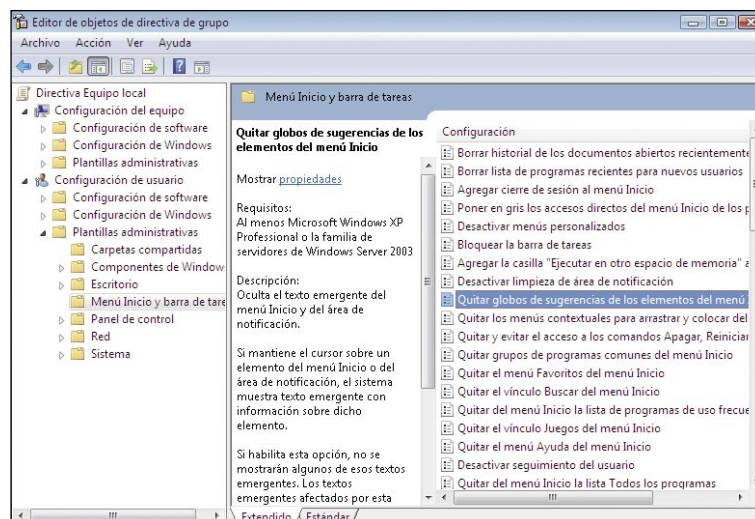 Editor de objetos de directiva de grupo
Archivo Acción Ver Ayuda
Directiva Equipo local
Configuración del equipo
Configuración de software
Configuración de Windows
Plantillas administrativas
Configuración de usuario
Configuración de software
Configuración de Windows
Plantillas administrativas
Carpetas compartidas
Componentes de Window
Escritorio
Menú Inicio y barra de tare
Panel de control
Red
Sistema
Menú Inicio y barra de tareas
Quitar globos de sugerencias de los
elementos del menú Inicio
Mostrar propiedades
Requisitos:
Al menos Microsoft Windows XP
Professional o la familia de
servidores de Windows Server 2003
Descripción:
Oculta el texto emergente del
menú Inicio y del área de
notificación.
Si mantiene el cursor sobre un
elemento del menú Inicio o del
área de notificación, el sistema
muestra texto emergente con
información sobre dicho
elemento.
Si habilita esta opción, no se
mostrarán algunos de esos textos
emergentes. Los textos
emergentes afectados por esta
Configuración
Borrar historial de los documentos abiertos recientemente
Borrar lista de programas recientes para nuevos usuarios
Agregar cierre de sesión al menú Inicio
Poner en gris los accesos directos del menú Inicio de los p
Desactivar menús personalizados
Bloquear la barra de tareas
Agregar la casilla "Ejecutar en otro espacio de memoria" a
Desactivar limpieza de área de notificación
Quitar globos de sugerencias de los elementos del menú
Quitar los menús contextuales para arrastrar y colocar del
Quitar y evitar el acceso a los comandos Apagar, Reiniciar
Quitar grupos de programas comunes del menú Inicio
Quitar el menú Favoritos del menú Inicio
Quitar el vínculo Buscar del menú Inicio
Quitar del menú Inicio la lista de programas de uso frecue
Quitar el vínculo Juegos del menú Inicio
Quitar el menú Ayuda del menú Inicio
Desactivar seguimiento del usuario
Quitar del menú Inicio la lista Todos los programas
Extendido Estándar